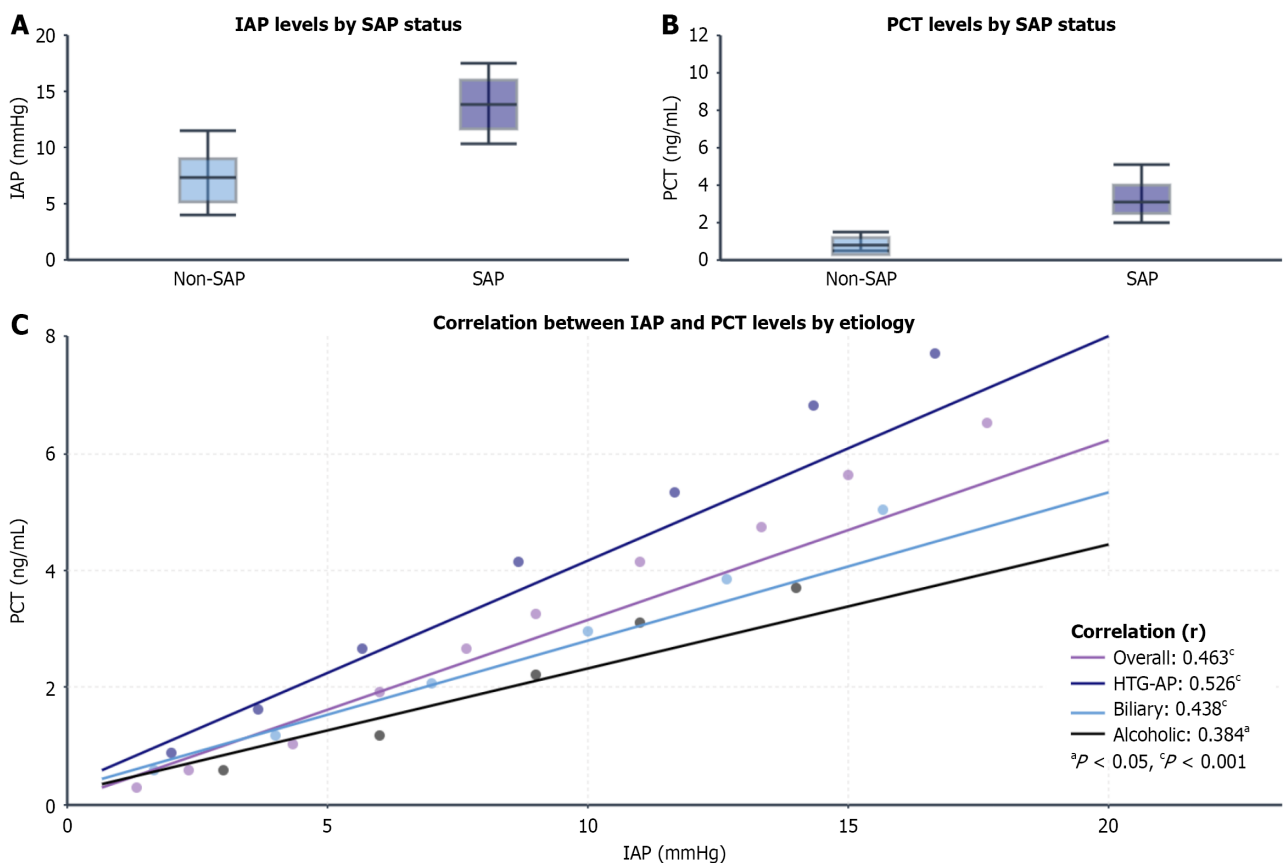 A
IAP levels by SAP status
IAP (mmHg)
20
15
10
5
0
Non-SAP
SAP
B
PCT levels by SAP status
PCT (ng/mL)
12
10
8
6
4
2
0
Non-SAP
SAP
C
Correlation between IAP and PCT levels by etiology
PCT (ng/mL)
8
6
4
2
0
0
5
10
15
20
IAP (mmHg)
Correlation (r)
Overall: 0.463ᶜ
HTG-AP: 0.526ᶜ
Biliary: 0.438ᶜ
Alcoholic: 0.384ᵃ
ᵃP < 0.05, ᶜP < 0.001